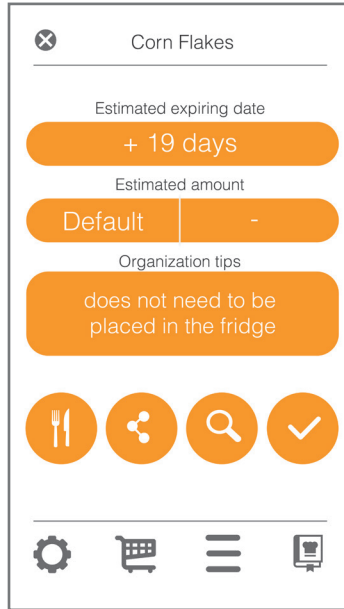 Corn Flakes
Estimated expiring date
+ 19 days
Estimated amount
Default -
Organization tips
does not need to be
placed in the fridge